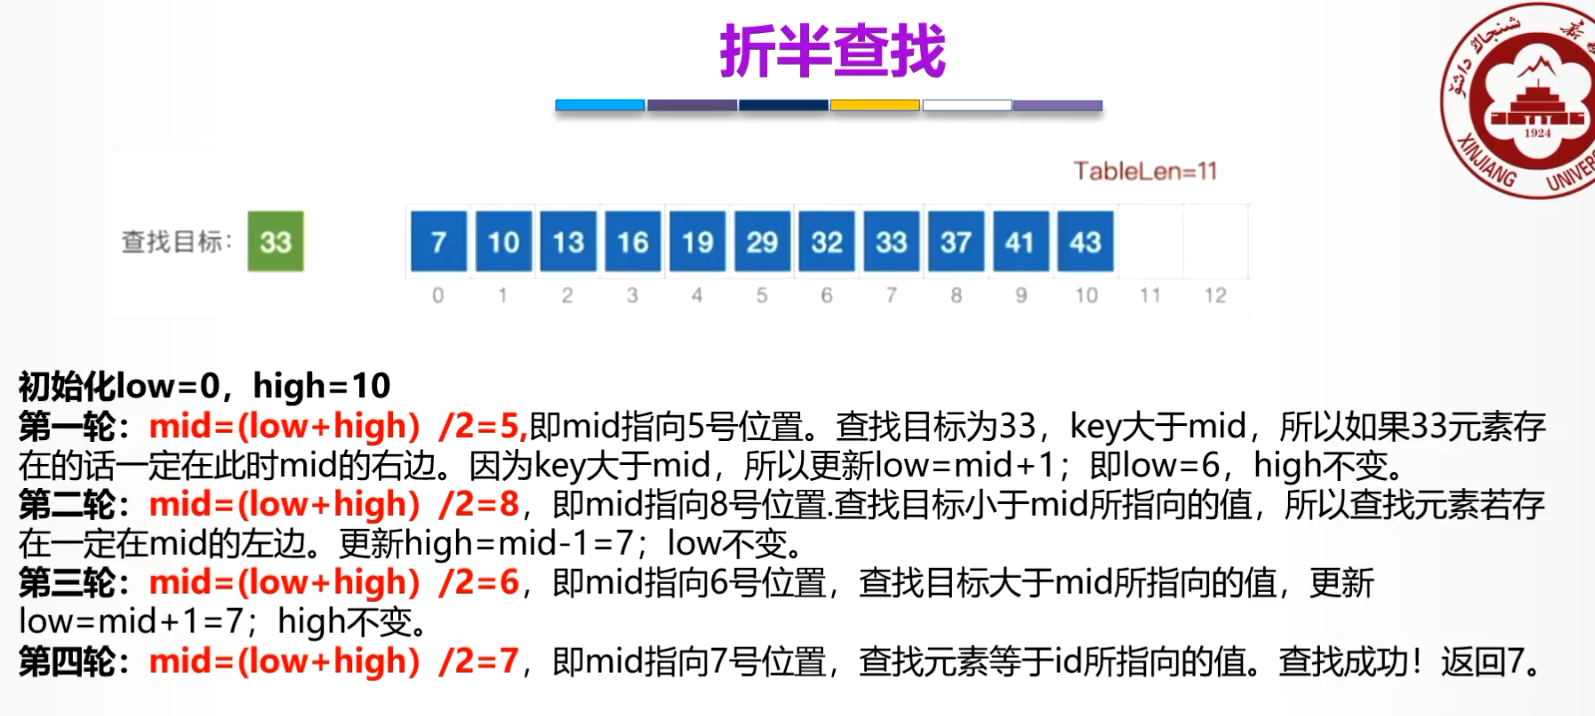 折半查找
شىنجاڭ داشۆ
新
1924
XINJIANG UNIVERS
TableLen=11
查找目标: 33
7 10 13 16 19 29 32 33 37 41 43
0 1 2 3 4 5 6 7 8 9 10 11 12
初始化low=0，high=10
第一轮：mid=(low+high）/2=5,即mid指向5号位置。查找目标为33，key大于mid，所以如果33元素存
在的话一定在此时mid的右边。因为key大于mid，所以更新low=mid+1；即low=6，high不变。
第二轮：mid=(low+high）/2=8，即mid指向8号位置.查找目标小于mid所指向的值，所以查找元素若存
在一定在mid的左边。更新high=mid-1=7；low不变。
第三轮：mid=(low+high）/2=6，即mid指向6号位置，查找目标大于mid所指向的值，更新
low=mid+1=7；high不变。
第四轮：mid=(low+high）/2=7，即mid指向7号位置，查找元素等于id所指向的值。查找成功！返回7。